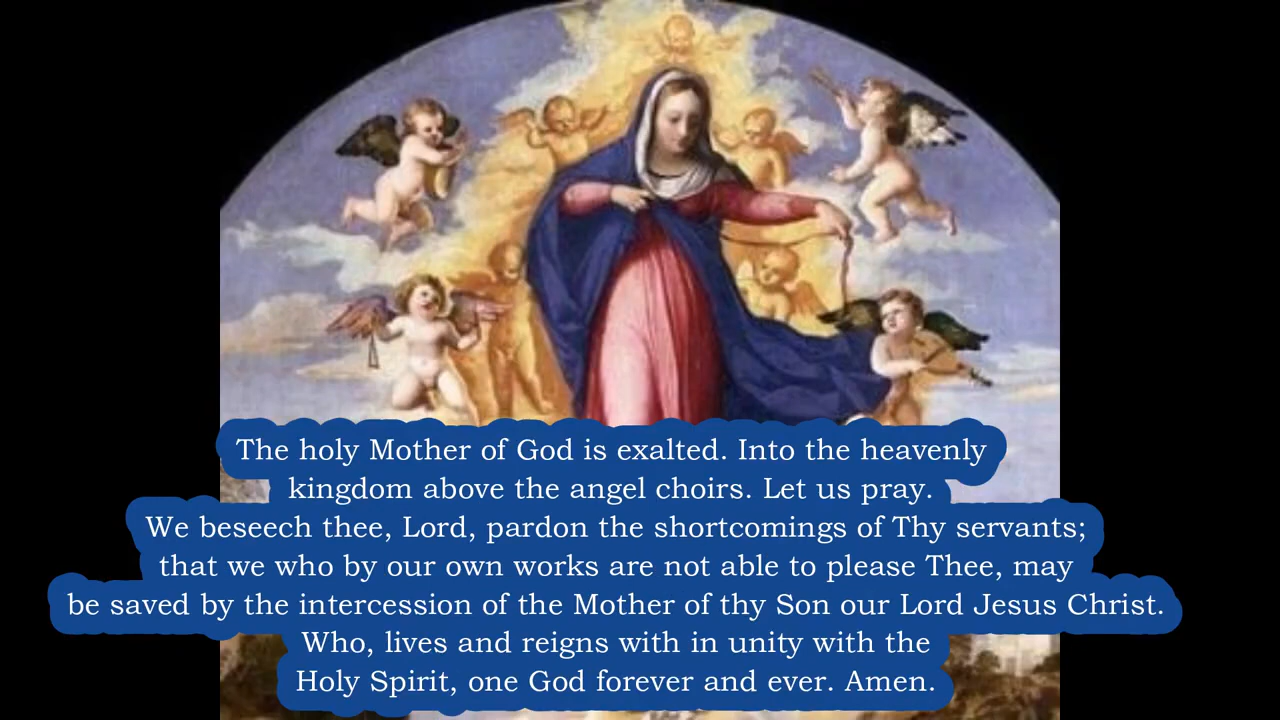 The holy Mother of God is exalted. Into the heavenly
kingdom above the angel choirs. Let us pray.
We beseech thee, Lord, pardon the shortcomings of Thy servants;
that we who by our own works are not able to please Thee, may
be saved by the intercession of the Mother of thy Son our Lord Jesus Christ.
Who, lives and reigns with in unity with the
Holy Spirit, one God forever and ever. Amen.